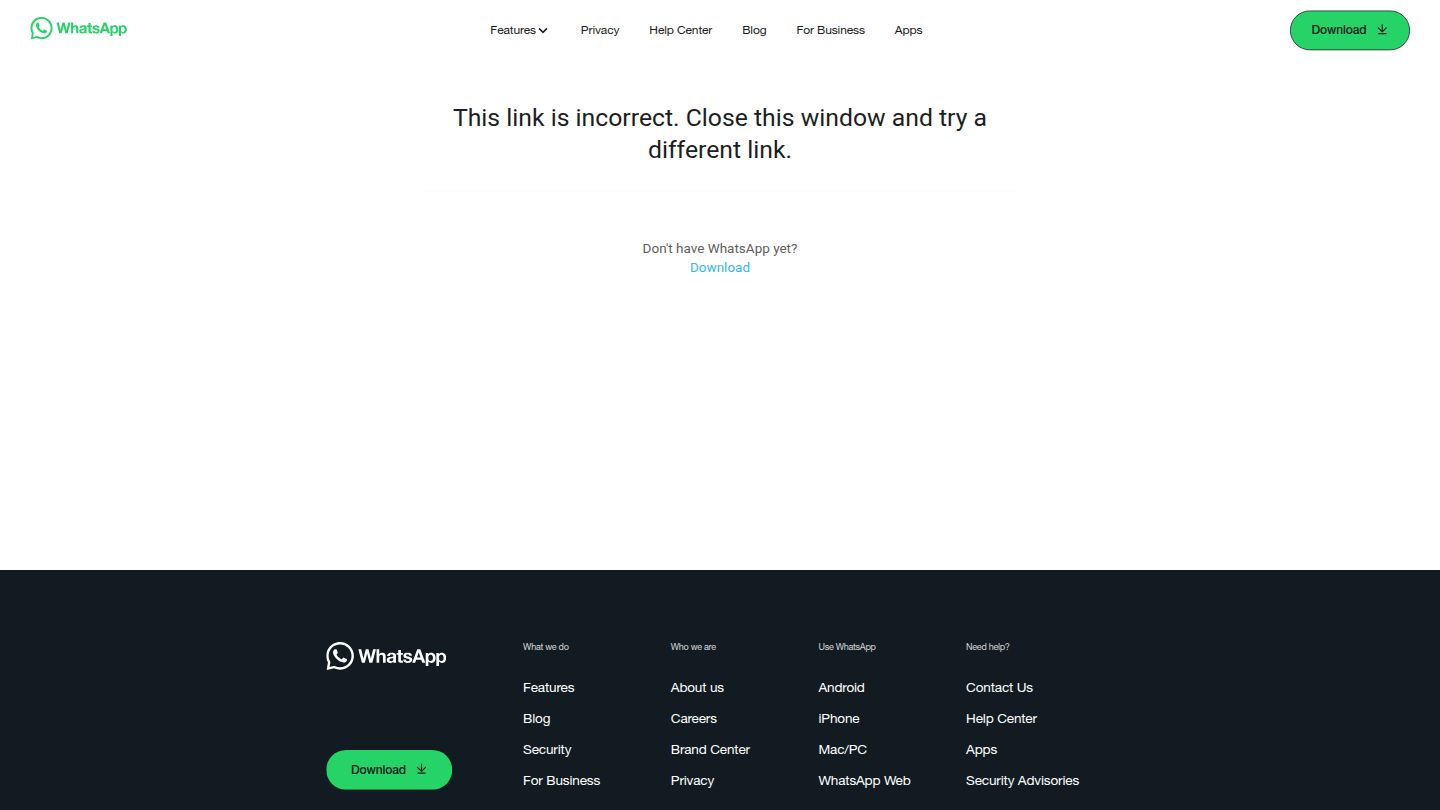 WhatsApp
Features
Privacy
Help Center
Blog
For Business
Apps
Download
This link is incorrect. Close this window and try a
different link.
Don't have WhatsApp yet?
Download
WhatsApp
Download
What we do
Features
Blog
Security
For Business
Who we are
About us
Careers
Brand Center
Privacy
Use WhatsApp
Android
iPhone
Mac/PC
WhatsApp Web
Need help?
Contact Us
Help Center
Apps
Security Advisories